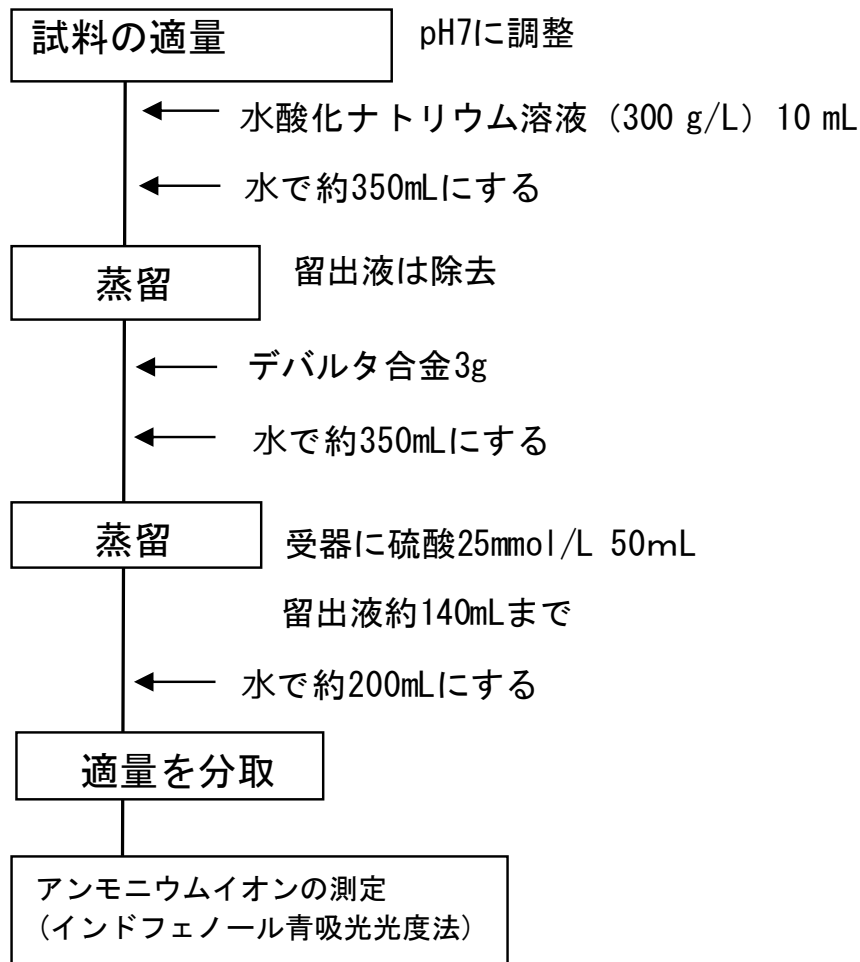 試料の適量
pH7に調整
水酸化ナトリウム溶液（300 g/L）10 mL
水で約350mLにする
蒸留
留出液は除去
デバルタ合金3g
水で約350mLにする
蒸留
受器に硫酸25mmol/L 50ｍL
留出液約140mLまで
水で約200mLにする
適量を分取
アンモニウムイオンの測定
（インドフェノール青吸光光度法）